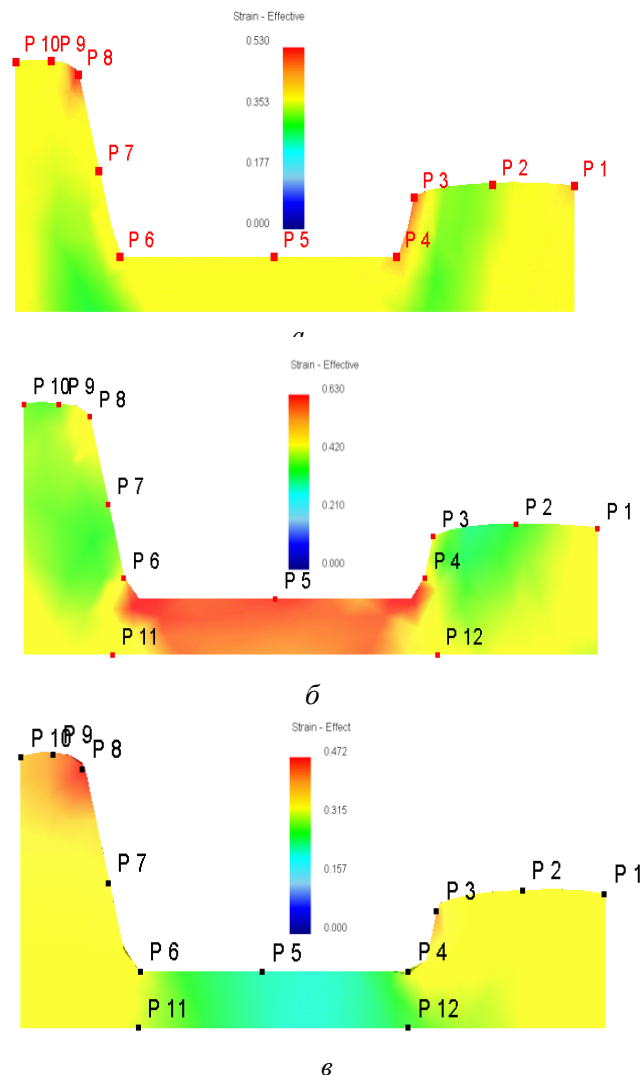 Strain - Effective
0.530
0.353
0.177
0.000
P 10
P 9
P 8
P 7
P 6
P 5
P 4
P 3
P 2
P 1
а
Strain - Effective
0.630
0.420
0.210
0.000
P 10
P 9
P 8
P 7
P 6
P 5
P 4
P 3
P 2
P 1
P 11
P 12
б
Strain - Effect
0.472
0.315
0.157
0.000
P 10
P 9
P 8
P 7
P 6
P 5
P 4
P 3
P 2
P 1
P 11
P 12
в